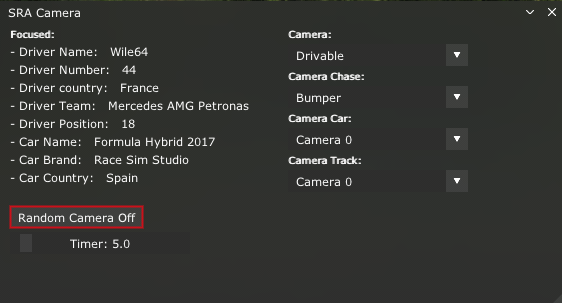 SRA Camera
Focused:
- Driver Name: Wile64
- Driver Number: 44
- Driver country: France
- Driver Team: Mercedes AMG Petronas
- Driver Position: 18
- Car Name: Formula Hybrid 2017
- Car Brand: Race Sim Studio
- Car Country: Spain
Random Camera Off
Timer: 5.0
Camera:
Drivable
Camera Chase:
Bumper
Camera Car:
Camera 0
Camera Track:
Camera 0